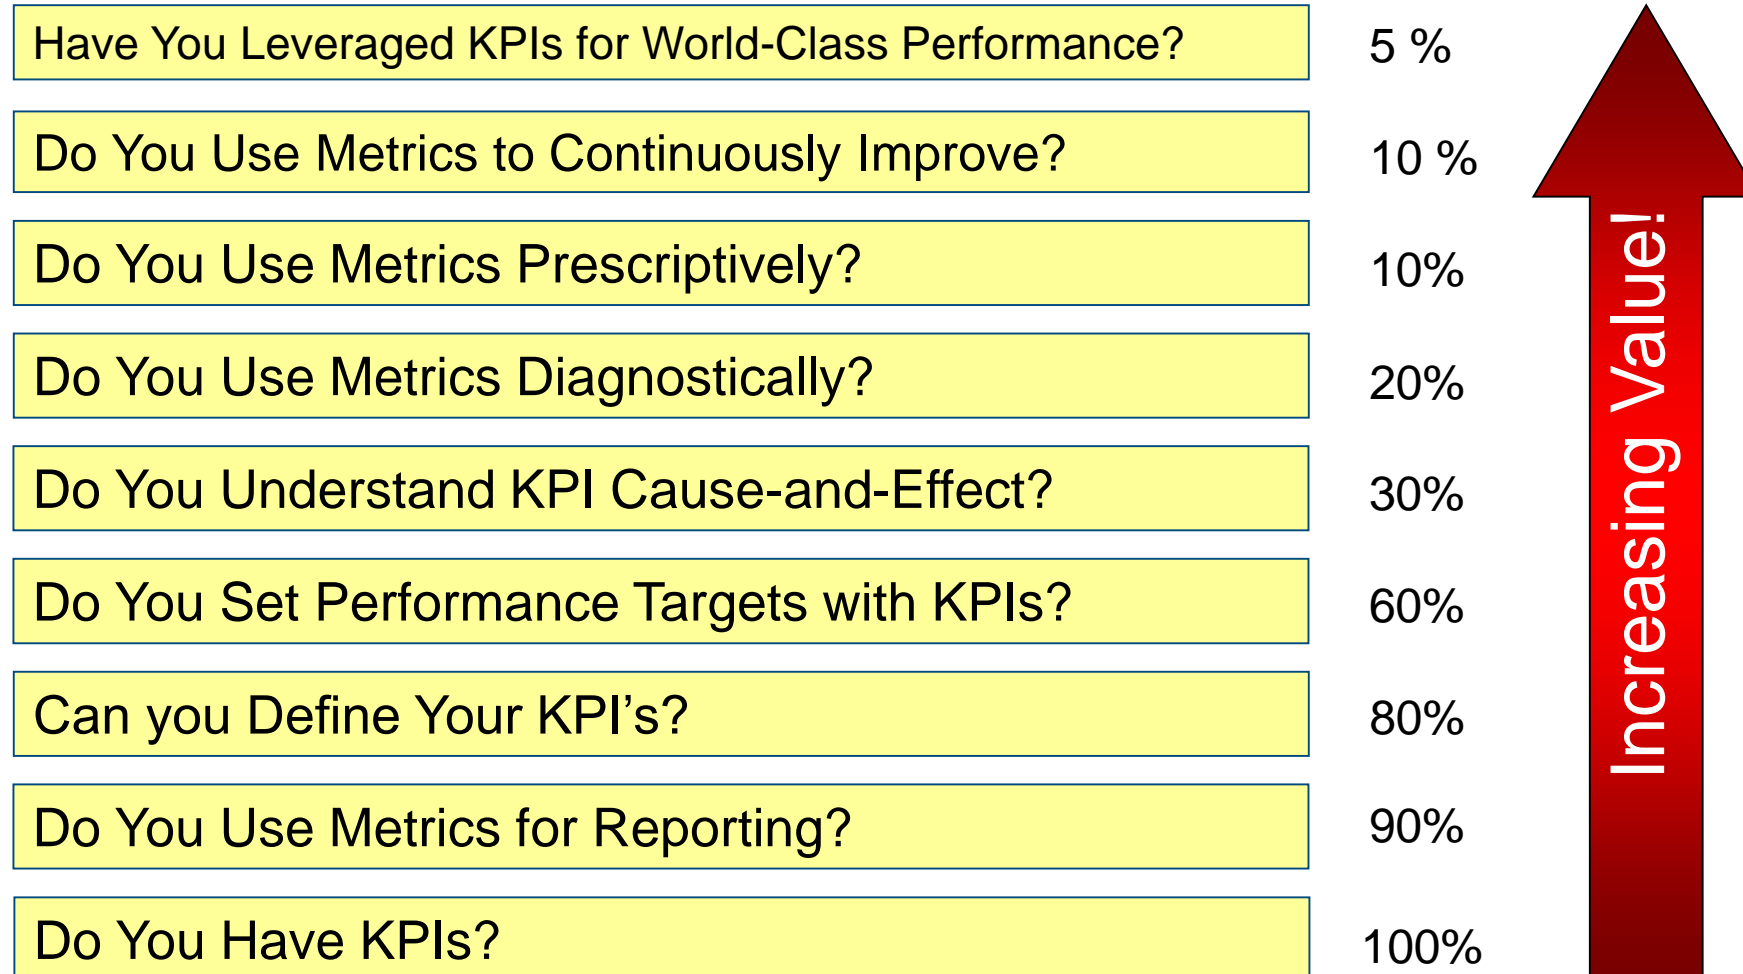 Have You Leveraged KPIs for World-Class Performance? 5 %
Do You Use Metrics to Continuously Improve? 10 %
Do You Use Metrics Prescriptively? 10%
Do You Use Metrics Diagnostically? 20%
Do You Understand KPI Cause-and-Effect? 30%
Do You Set Performance Targets with KPIs? 60%
Can you Define Your KPI’s? 80%
Do You Use Metrics for Reporting? 90%
Do You Have KPIs? 100%
Increasing Value!